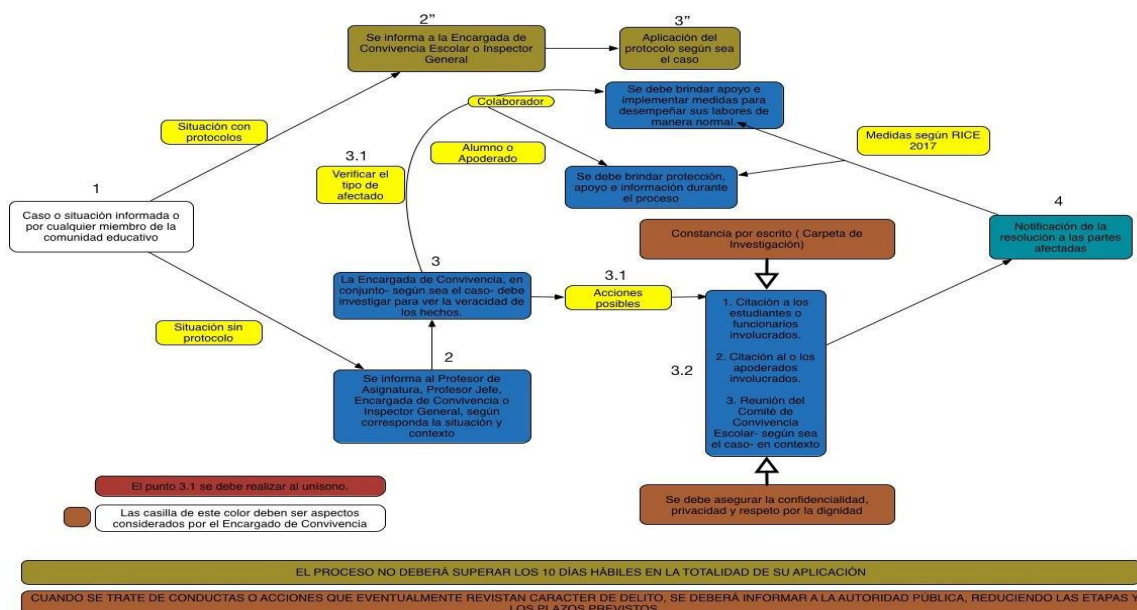 2”
Se informa a la Encargada de
Convivencia Escolar o Inspector
General
3”
Aplicación del
protocolo según sea
el caso
Situación con
protocolos
Colaborador
Se debe brindar apoyo e
implementar medidas para
desempeñar sus labores de
manera normal.
Alumno o
Apoderado
Medidas según RICE
2017
3.1
Verificar el
tipo de
afectado
Se debe brindar protección,
apoyo e información durante
el proceso
1
Caso o situación informada o
por cualquier miembro de la
comunidad educativo
4
Notificación de la
resolución a las partes
afectadas
Constancia por escrito ( Carpeta de
Investigación)
3
La Encargada de Convivencia, en
conjunto- según sea el caso- debe
investigar para ver la veracidad de
los hechos.
3.1
Acciones
posibles
3.2
1. Citación a los
estudiantes o
funcionarios
involucrados.
2. Citación al o los
apoderados
involucrados.
3. Reunión del
Comité de
Convivencia
Escolar- según sea
el caso- en contexto
Situación sin
protocolo
2
Se informa al Profesor de
Asignatura, Profesor Jefe,
Encargada de Convivencia o
Inspector General, según
corresponda la situación y
contexto
Se debe asegurar la confidencialidad,
privacidad y respeto por la dignidad
El punto 3.1 se debe realizar al unísono.
Las casilla de este color deben ser aspectos
considerados por el Encargado de Convivencia
EL PROCESO NO DEBERÁ SUPERAR LOS 10 DÍAS HÁBILES EN LA TOTALIDAD DE SU APLICACIÓN
CUANDO SE TRATE DE CONDUCTAS O ACCIONES QUE EVENTUALMENTE REVISTAN CARACTER DE DELITO, SE DEBERÁ INFORMAR A LA AUTORIDAD PÚBLICA, REDUCIENDO LAS ETAPAS Y
LOS PLAZOS PREVISTOS